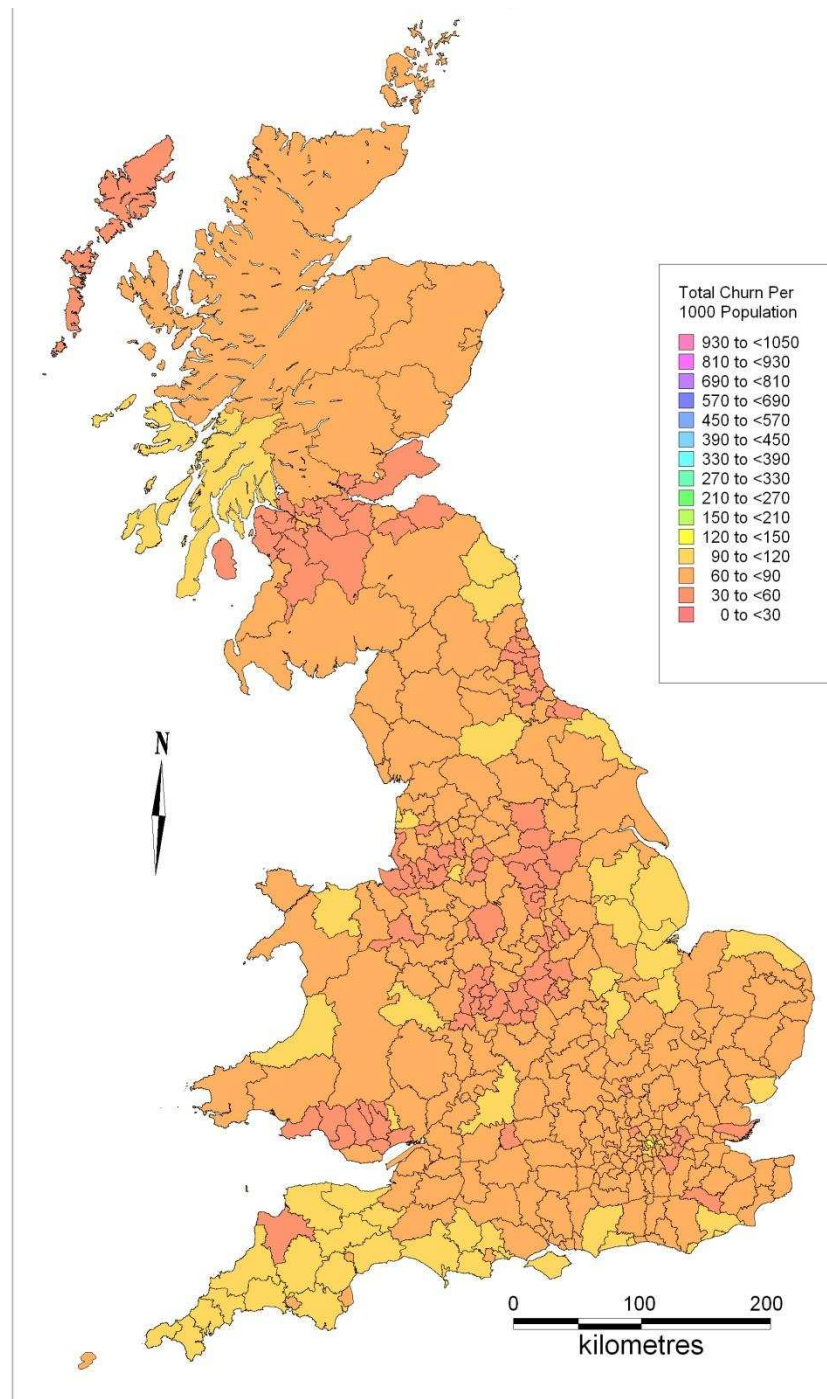 Total Churn Per
1000 Population
930 to <1050
810 to <930
690 to <810
570 to <690
450 to <570
390 to <450
330 to <390
270 to <330
210 to <270
150 to <210
120 to <150
90 to <120
60 to <90
30 to <60
0 to <30
N
0 100 200
kilometres